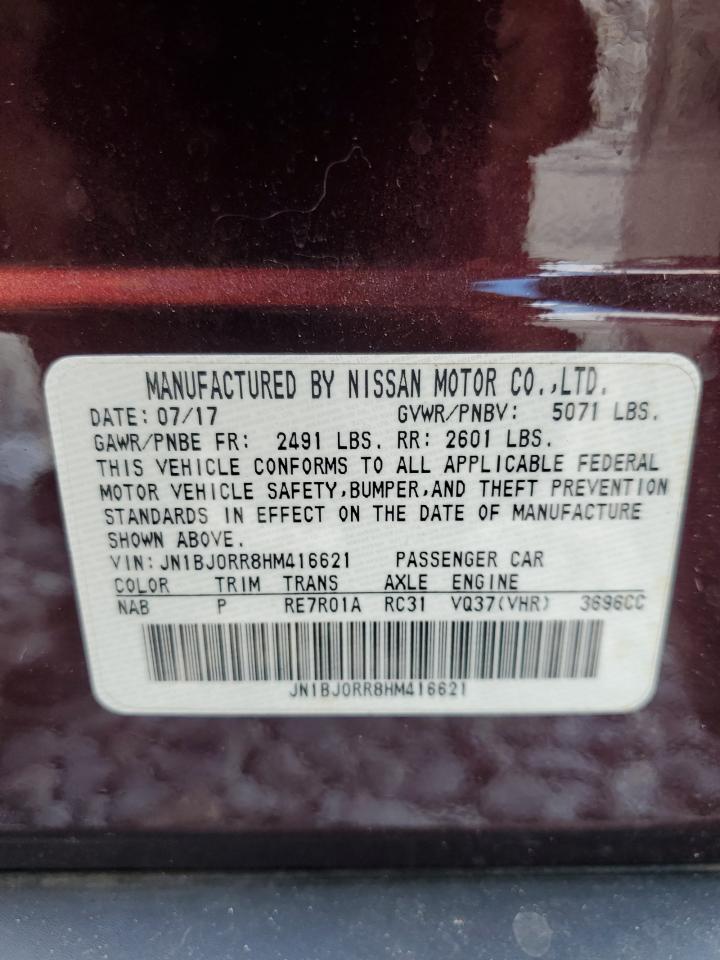 MANUFACTURED BY NISSAN MOTOR CO.,LTD.
DATE: 07/17 GVWR/PNBV: 5071 LBS.
GAWR/PNBE FR: 2491 LBS. RR: 2601 LBS.
THIS VEHICLE CONFORMS TO ALL APPLICABLE FEDERAL
MOTOR VEHICLE SAFETY,BUMPER,AND THEFT PREVENTION
STANDARDS IN EFFECT ON THE DATE OF MANUFACTURE
SHOWN ABOVE.
VIN: JN1BJ0RR8HM416621 PASSENGER CAR
COLOR TRIM TRANS AXLE ENGINE
NAB P RE7R01A RC31 VQ37(VHR) 3696CC
JN1BJ0RR8HM416621